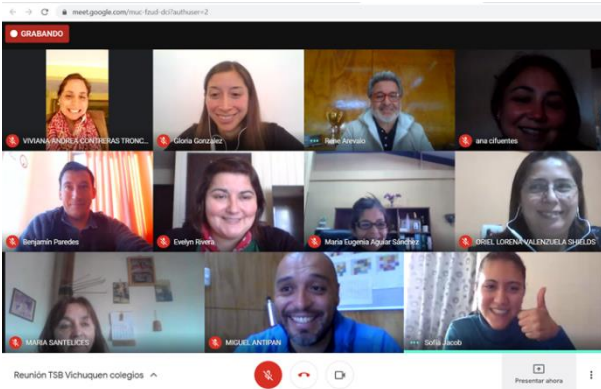 meet.google.com/muc-fzud-dci?authuser=2
GRABANDO
VIVIANA ANDREA CONTRERAS TRONC...
Gloria Gonzalez
Rene Arevalo
ana cifuentes
Benjamín Paredes
Evelyn Rivera
Maria Eugenia Aguiar Sánchez
ORIEL LORENA VALENZUELA SHIELDS
MARIA SANTELICES
MIGUEL ANTIPAN
Sofia Jacob
Reunión TSB Vichuquen colegios
Presentar ahora